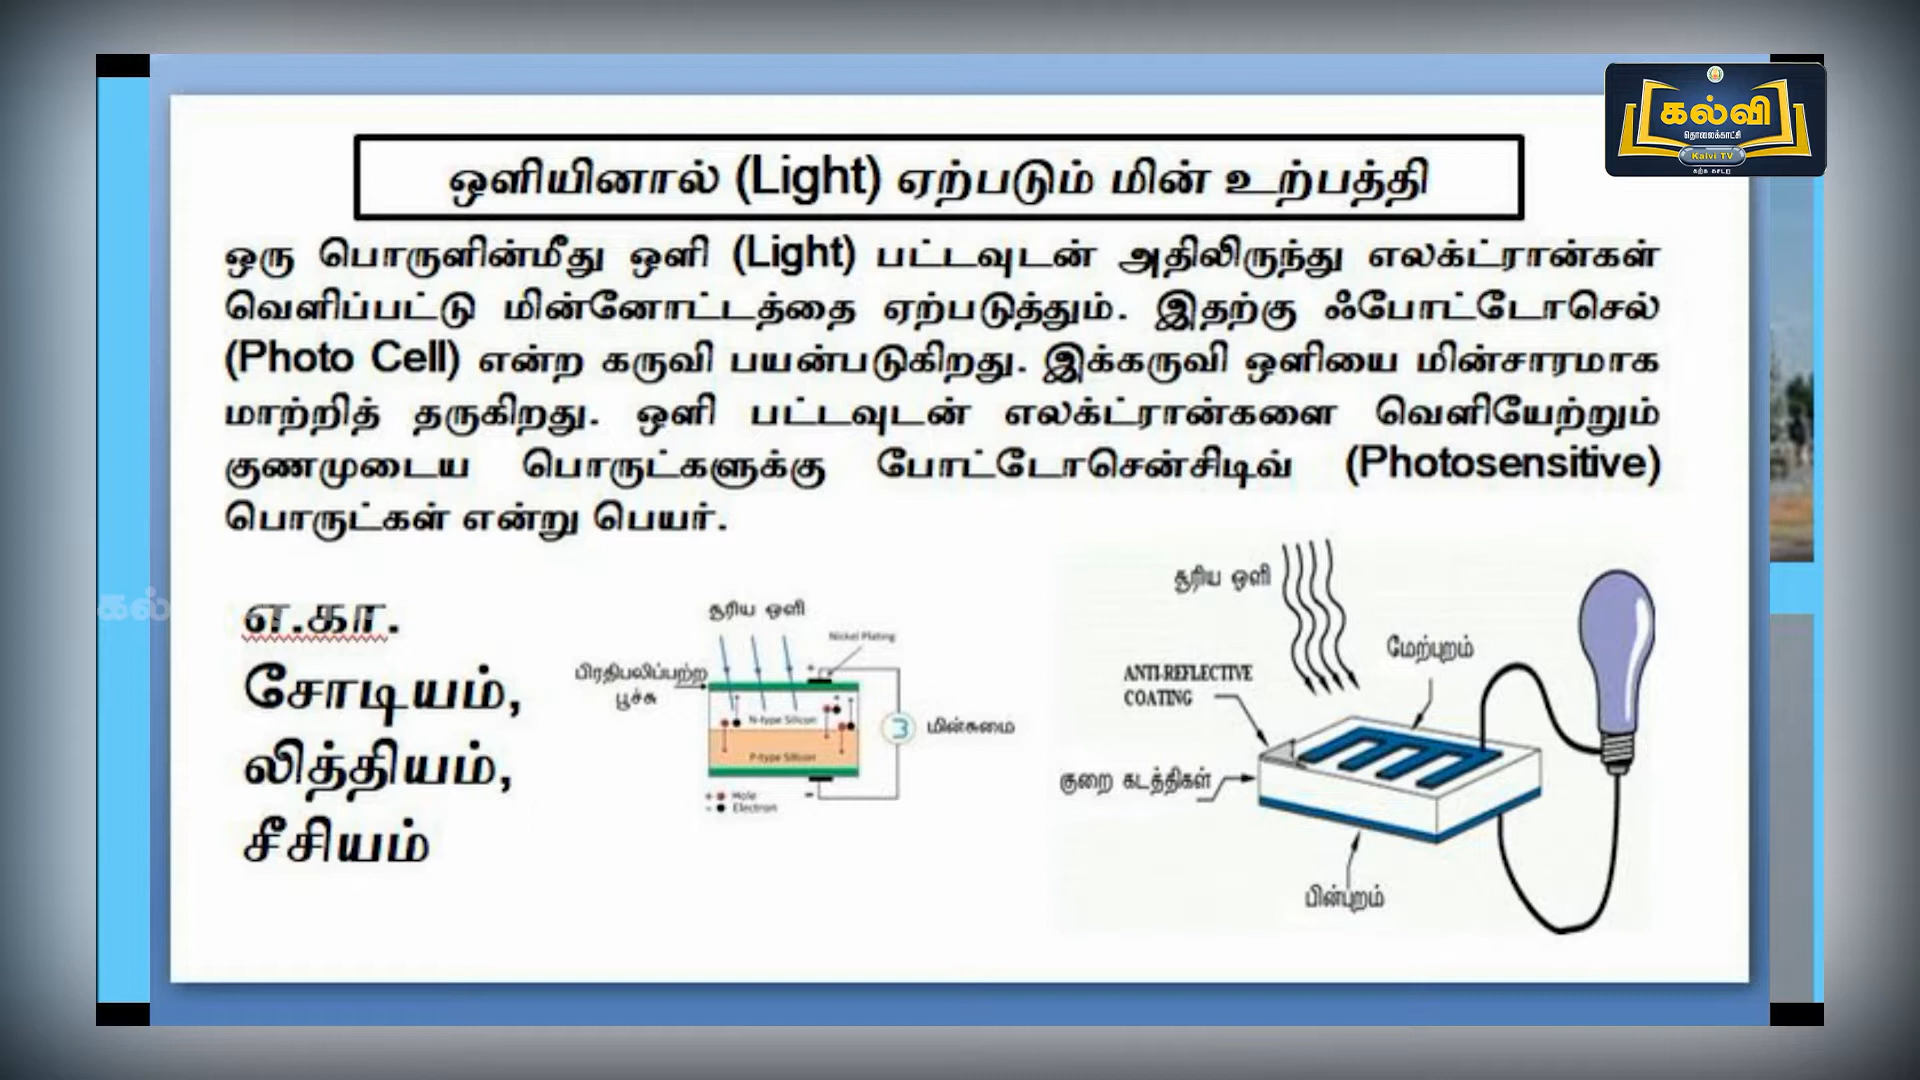 கல்வி
தொலைக்காட்சி
Kalvi TV
கற்க கசடற
ஒளியினால் (Light) ஏற்படும் மின் உற்பத்தி
ஒரு பொருளின்மீது ஒளி (Light) பட்டவுடன் அதிலிருந்து எலக்ட்ரான்கள்
வெளிப்பட்டு மின்னோட்டத்தை ஏற்படுத்தும். இதற்கு ஃபோட்டோசெல்
(Photo Cell) என்ற கருவி பயன்படுகிறது. இக்கருவி ஒளியை மின்சாரமாக
மாற்றித் தருகிறது. ஒளி பட்டவுடன் எலக்ட்ரான்களை வெளியேற்றும்
குணமுடைய பொருட்களுக்கு போட்டோசென்சிடிவ் (Photosensitive)
பொருட்கள் என்று பெயர்.
கல்
எ.கா.
சோடியம்,
லித்தியம்,
சீசியம்
சூரிய ஒளி
Nickel Plating
பிரதிபலிப்பற்ற
பூச்சு
N-type Silicon
P-type Silicon
மின்சுமை
+ Hole
- Electron
சூரிய ஒளி
மேற்புறம்
ANTI-REFLECTIVE
COATING
குறை கடத்திகள்
பின்புறம்